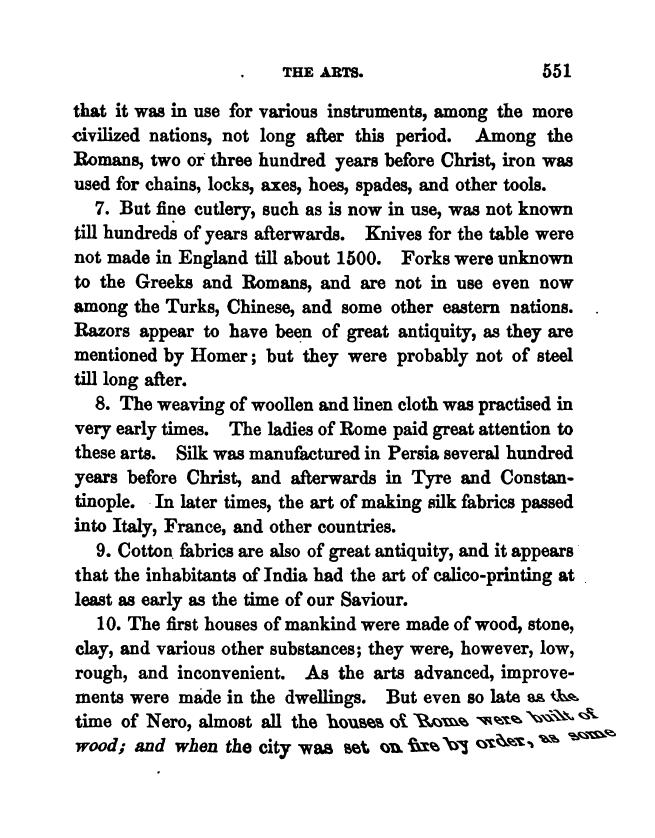 THE ARTS. 551
that it was in use for various instruments, among the more
civilized nations, not long after this period. Among the
Romans, two or three hundred years before Christ, iron was
used for chains, locks, axes, hoes, spades, and other tools.
7. But fine cutlery, such as is now in use, was not known
till hundreds of years afterwards. Knives for the table were
not made in England till about 1500. Forks were unknown
to the Greeks and Romans, and are not in use even now
among the Turks, Chinese, and some other eastern nations.
Razors appear to have been of great antiquity, as they are
mentioned by Homer; but they were probably not of steel
till long after.
8. The weaving of woollen and linen cloth was practised in
very early times. The ladies of Rome paid great attention to
these arts. Silk was manufactured in Persia several hundred
years before Christ, and afterwards in Tyre and Constan-
tinople. In later times, the art of making silk fabrics passed
into Italy, France, and other countries.
9. Cotton fabrics are also of great antiquity, and it appears
that the inhabitants of India had the art of calico-printing at
least as early as the time of our Saviour.
10. The first houses of mankind were made of wood, stone,
clay, and various other substances; they were, however, low,
rough, and inconvenient. As the arts advanced, improve-
ments were made in the dwellings. But even so late as the
time of Nero, almost all the houses of Rome were built of
wood; and when the city was set on fire by order, as some